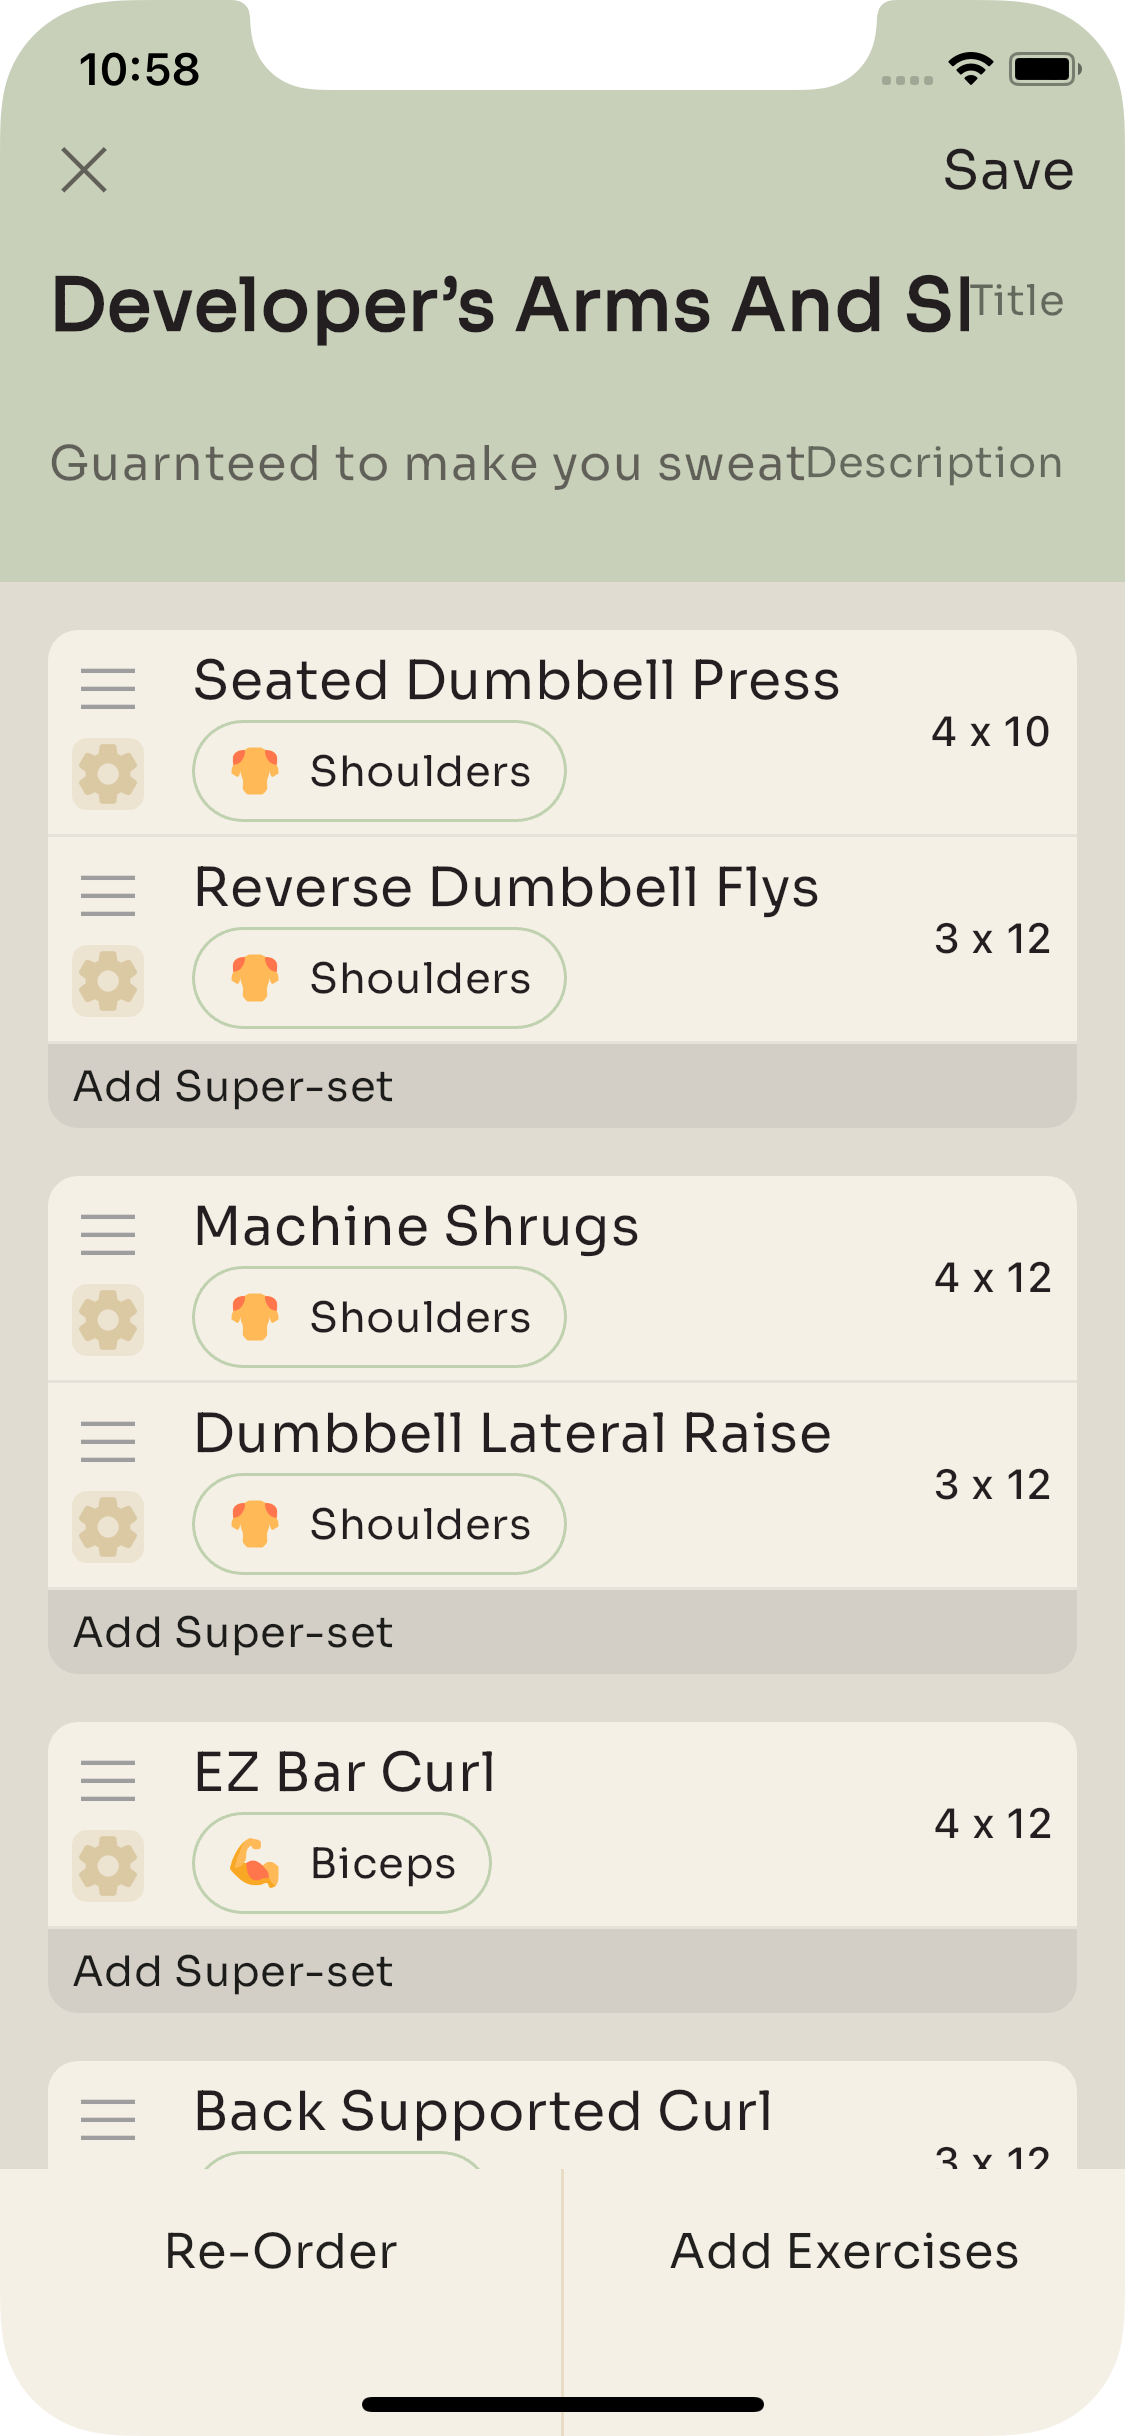 10:58
Save
Developer’s Arms And Sl Title
Guarnteed to make you sweat Description
Seated Dumbbell Press
4 x 10
Shoulders
Reverse Dumbbell Flys
3 x 12
Shoulders
Add Super-set
Machine Shrugs
4 x 12
Shoulders
Dumbbell Lateral Raise
3 x 12
Shoulders
Add Super-set
EZ Bar Curl
4 x 12
Biceps
Add Super-set
Back Supported Curl
3 x 12
Re-Order
Add Exercises